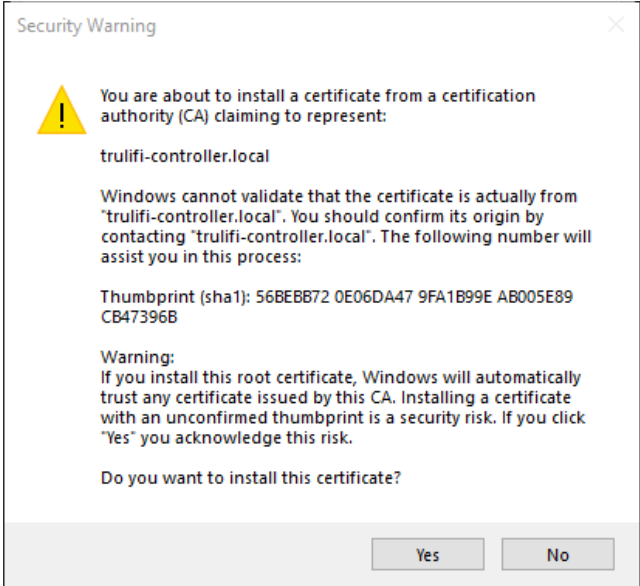 Security Warning
You are about to install a certificate from a certification
authority (CA) claiming to represent:
trulifi-controller.local
Windows cannot validate that the certificate is actually from
"trulifi-controller.local". You should confirm its origin by
contacting "trulifi-controller.local". The following number will
assist you in this process:
Thumbprint (sha1): 56BEBB72 0E06DA47 9FA1B99E AB005E89
CB47396B
Warning:
If you install this root certificate, Windows will automatically
trust any certificate issued by this CA. Installing a certificate
with an unconfirmed thumbprint is a security risk. If you click
"Yes" you acknowledge this risk.
Do you want to install this certificate?
Yes
No